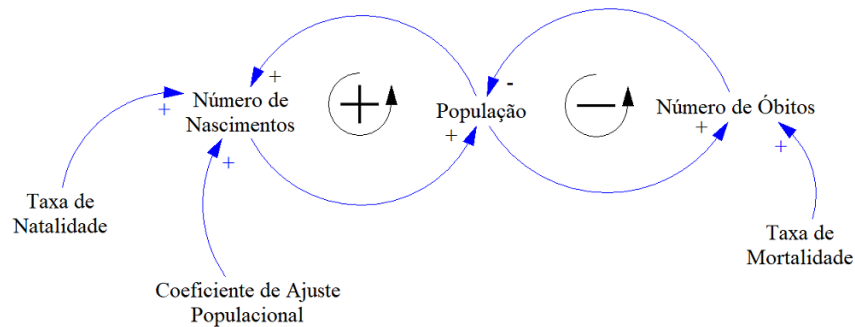 +
-
Número de
Nascimentos
+
+
População
-
Número de Óbitos
+
+
+
+
+
Taxa de
Natalidade
Taxa de
Mortalidade
Coeficiente de Ajuste
Populacional